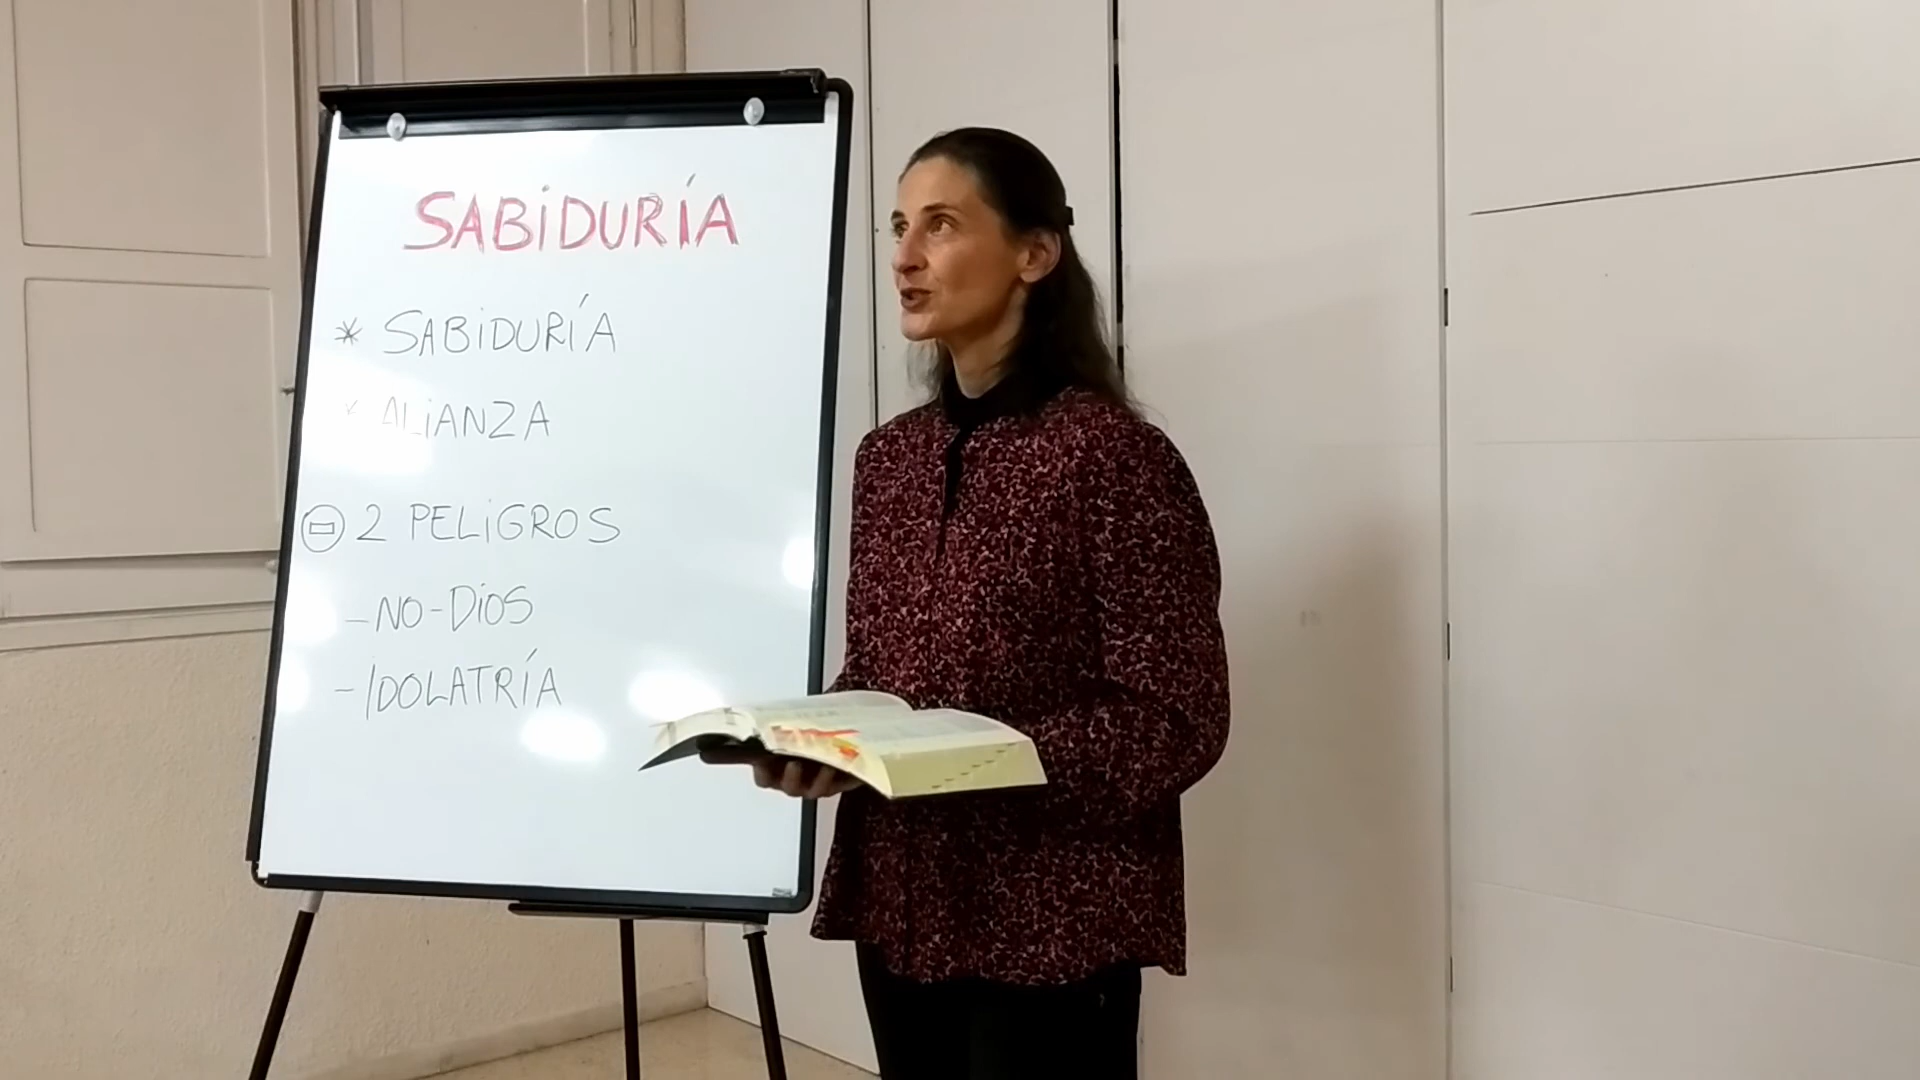 SABiDURÍA
* SABiDURÍA
* ALiANZA
⊖ 2 PELiGROS
- NO-DiOS
- IDOLATRÍA